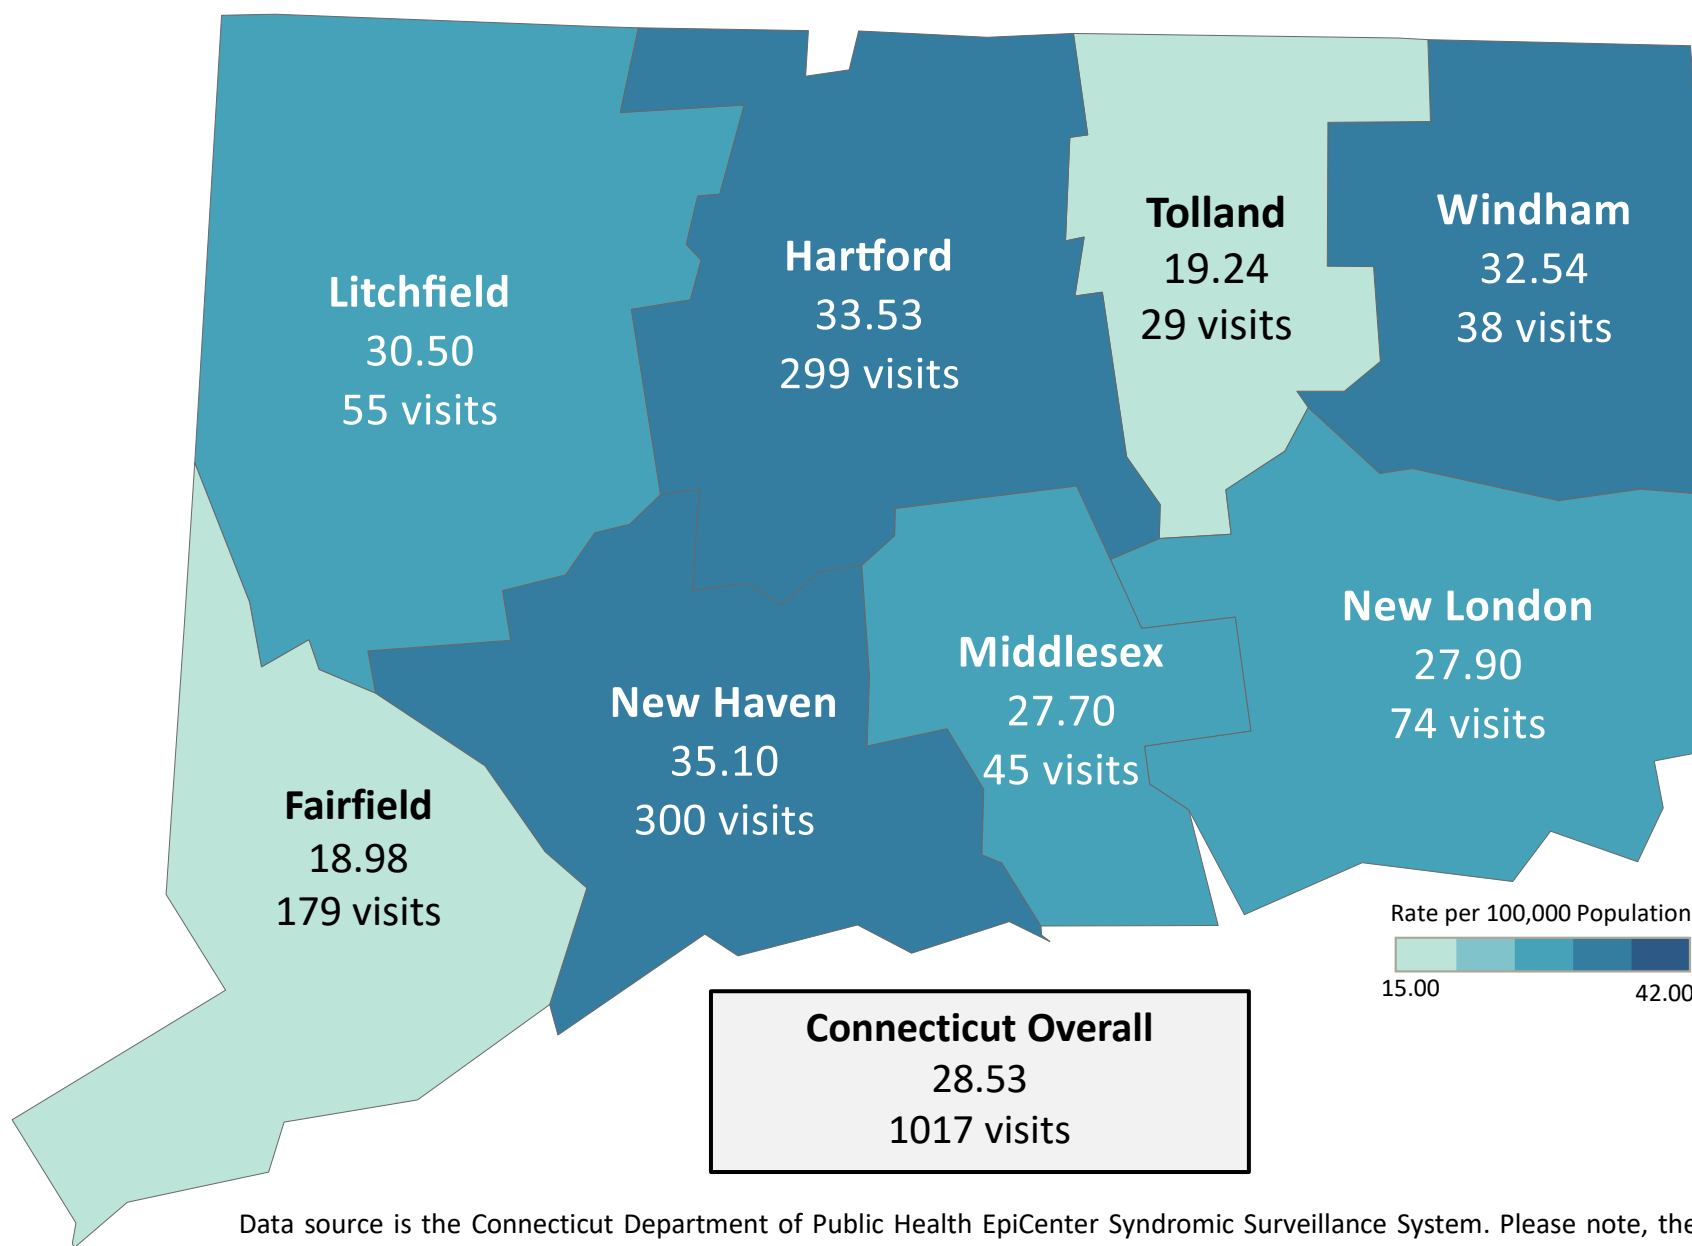 Litchfield
30.50
55 visits
Hartford
33.53
299 visits
Tolland
19.24
29 visits
Windham
32.54
38 visits
Fairfield
18.98
179 visits
New Haven
35.10
300 visits
Middlesex
27.70
45 visits
New London
27.90
74 visits
Rate per 100,000 Population
15.00 42.00
Connecticut Overall
28.53
1017 visits
Data source is the Connecticut Department of Public Health EpiCenter Syndromic Surveillance System. Please note, the